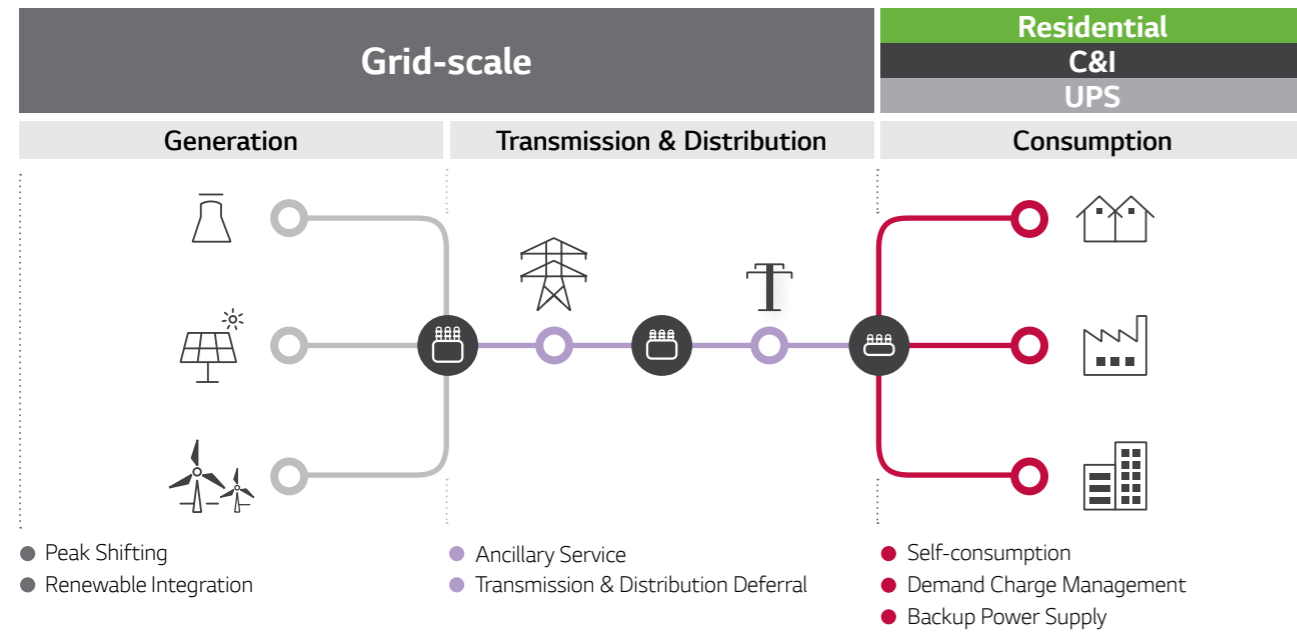 Grid-scale
Residential
C&I
UPS
Generation
Transmission & Distribution
Consumption
Peak Shifting
Renewable Integration
Ancillary Service
Transmission & Distribution Deferral
Self-consumption
Demand Charge Management
Backup Power Supply